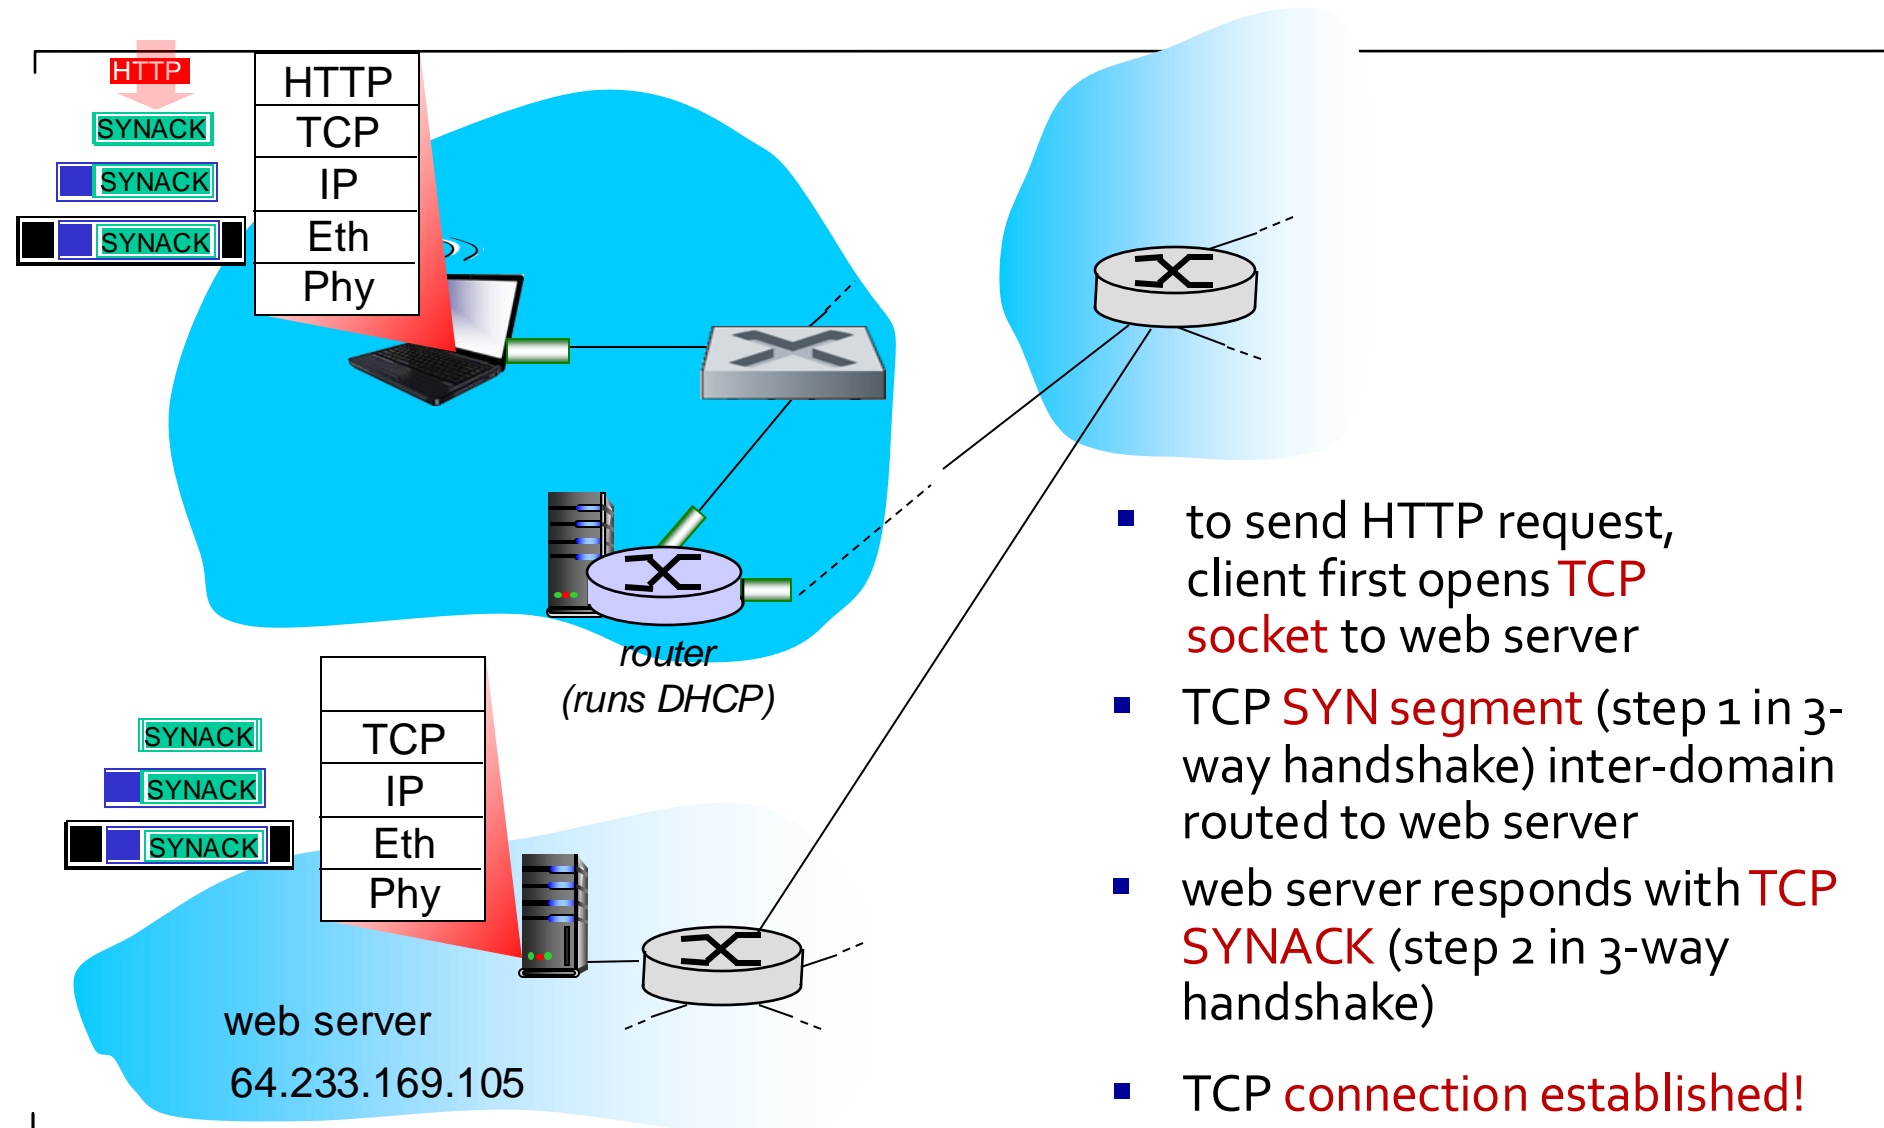 HTTP
SYNACK
SYNACK
SYNACK
HTTP
TCP
IP
Eth
Phy
router
(runs DHCP)
SYNACK
SYNACK
SYNACK
TCP
IP
Eth
Phy
web server
64.233.169.105
to send HTTP request,
client first opens TCP
socket to web server
TCP SYN segment (step 1 in 3-
way handshake) inter-domain
routed to web server
web server responds with TCP
SYNACK (step 2 in 3-way
handshake)
TCP connection established!